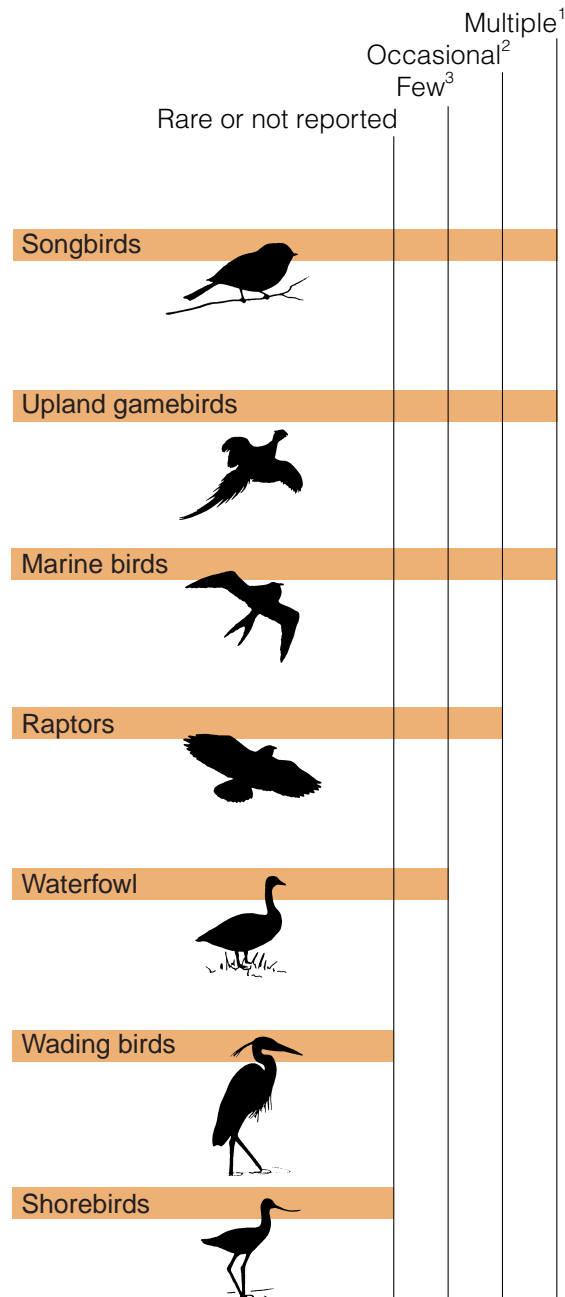 Multiple¹
Occasional²
Few³
Rare or not reported
Songbirds
Upland gamebirds
Marine birds
Raptors
Waterfowl
Wading birds
Shorebirds